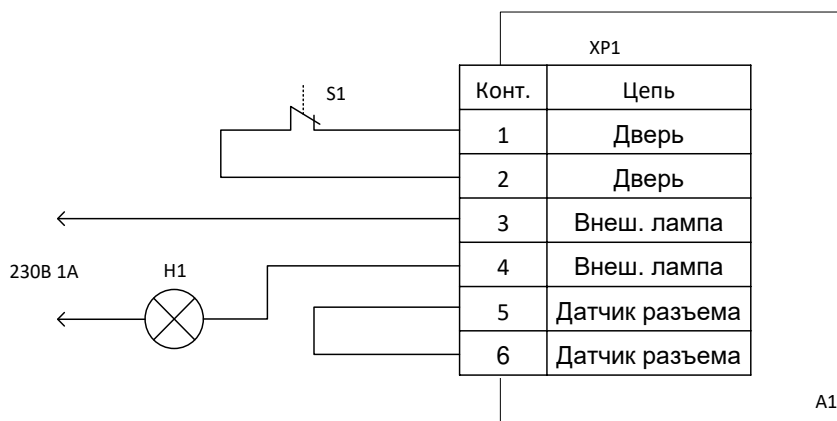 XP1
S1
Конт. Цепь
1 Дверь
2 Дверь
3 Внеш. лампа
230В 1А H1
4 Внеш. лампа
5 Датчик разъема
6 Датчик разъема
A1